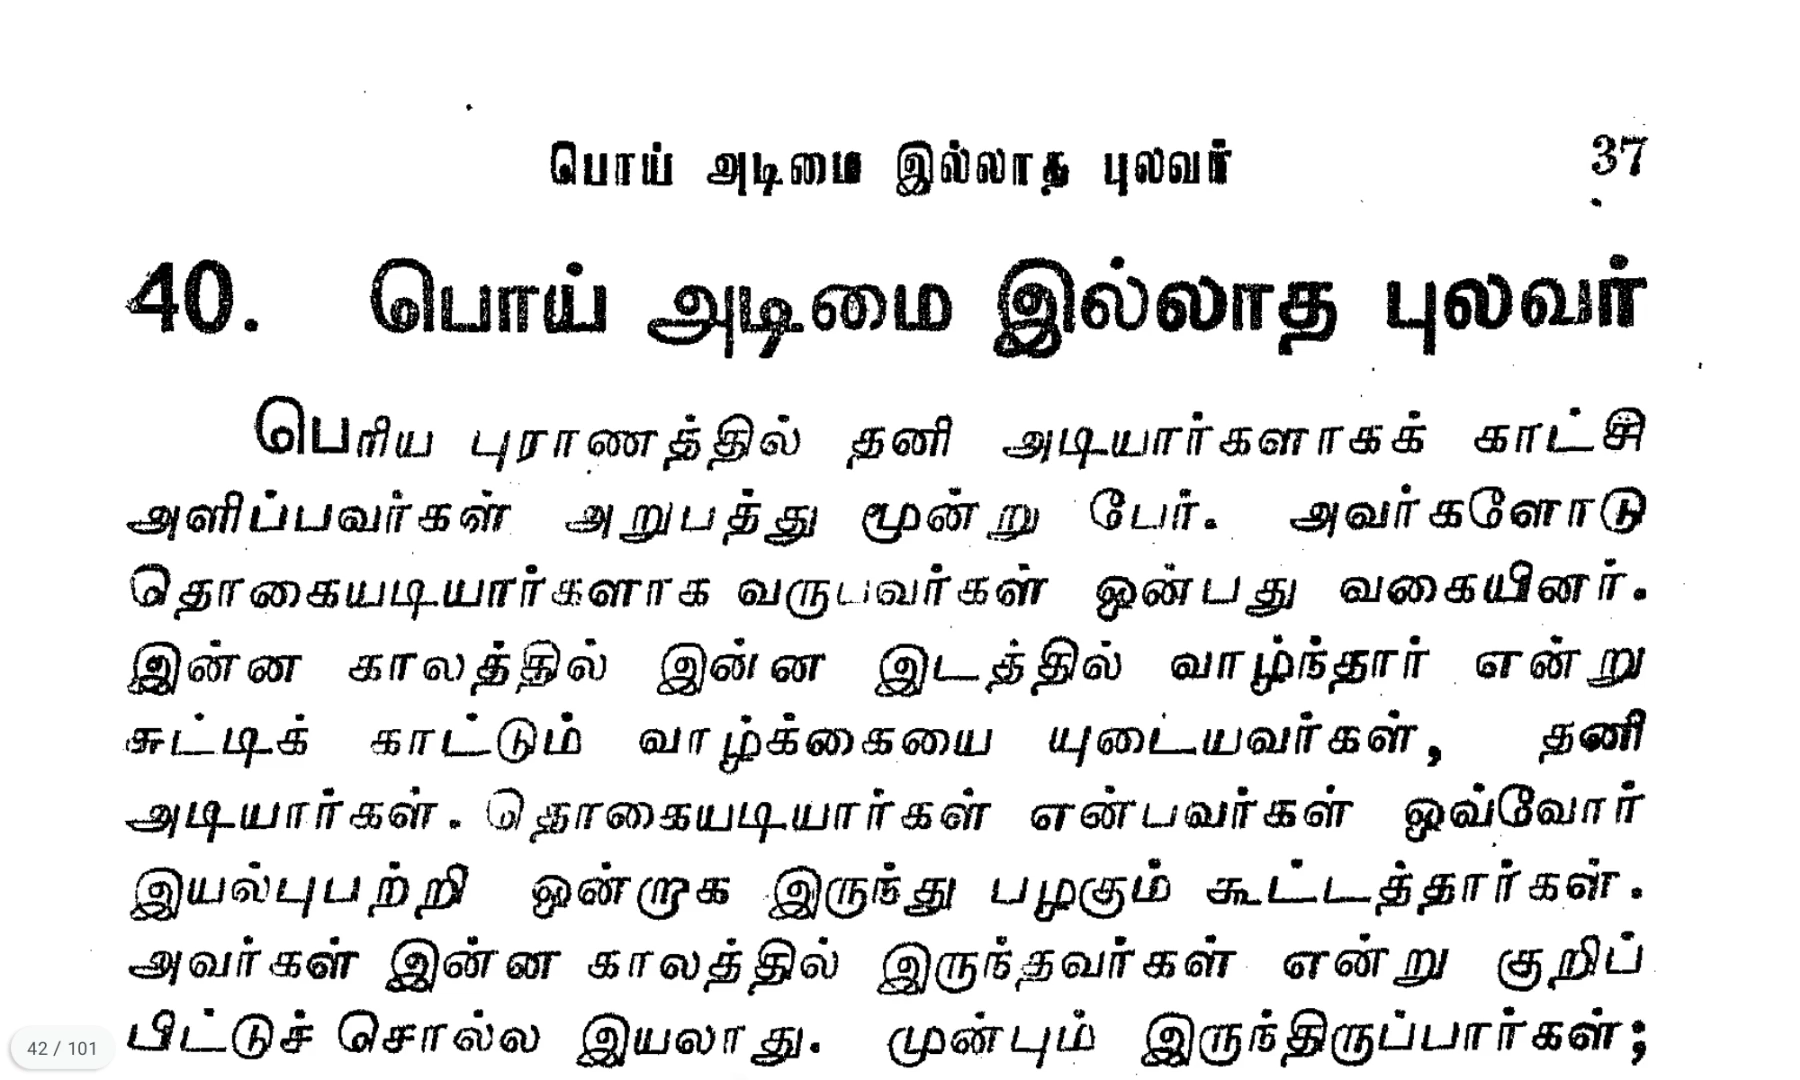 பொய் அடிமை இல்லாத புலவர் 37
40. பொய் அடிமை இல்லாத புலவர்
பெரிய புராணத்தில் தனி அடியார்களாகக் காட்சி
அளிப்பவர்கள் அறுபத்து மூன்று பேர். அவர்களோடு
தொகையடியார்களாக வருபவர்கள் ஒன்பது வகையினர்.
இன்ன காலத்தில் இன்ன இடத்தில் வாழ்ந்தார் என்று
சுட்டிக் காட்டும் வாழ்க்கையை யுடையவர்கள், தனி
அடியார்கள். தொகையடியார்கள் என்பவர்கள் ஒவ்வோர்
இயல்புபற்றி ஒன்றாக இருந்து பழகும் கூட்டத்தார்கள்.
அவர்கள் இன்ன காலத்தில் இருந்தவர்கள் என்று குறிப்
பிட்டுச் சொல்ல இயலாது. முன்பும் இருந்திருப்பார்கள்;
42 / 101